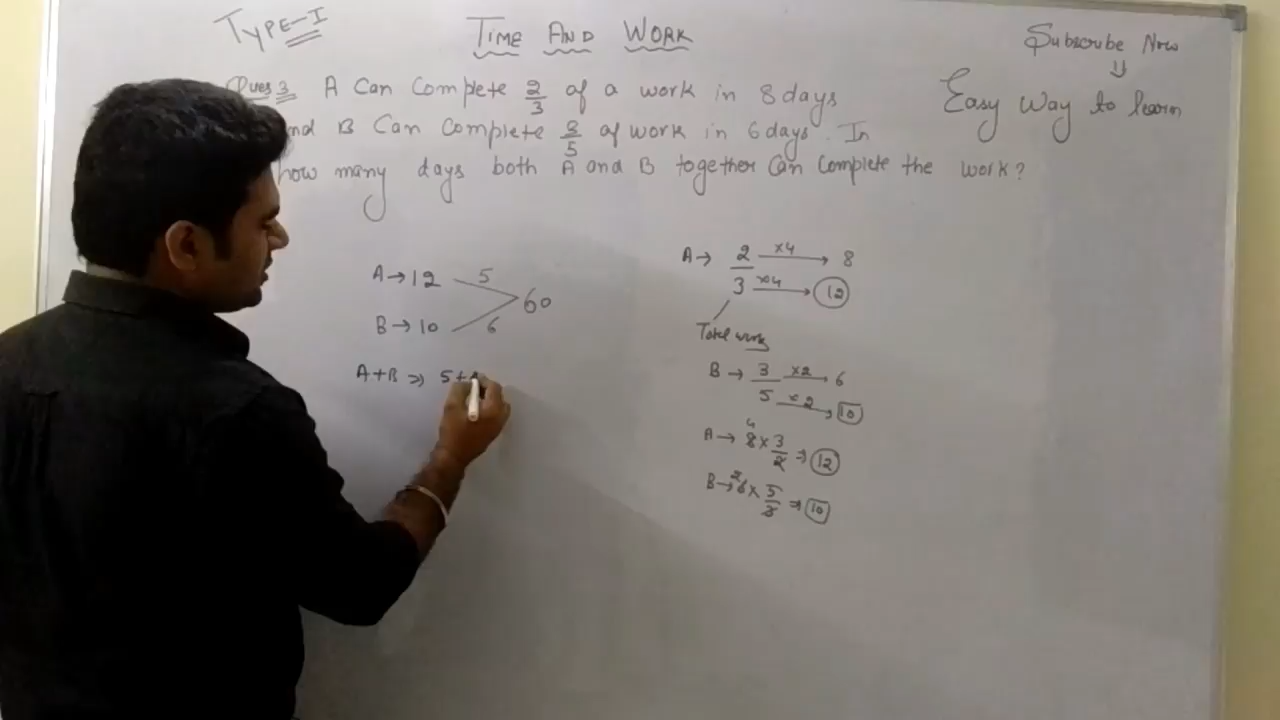 TYPE-I
TIME AND WORK
Subscribe Now
Easy way to learn
Ques 3. A Can Complete 2/3 of a work in 8 days
nd B Can Complete 3/5 of work in 6 days. In
how many days both A and B together Can Complete the work?
A → 12 5
60
B → 10 6
A+B ⇒ 5+
A → 2/3 ×4 → 8
×4 → 12
Total work
B → 3/5 ×2 → 6
×2 → 10
A → 8 4 × 3/2 ⇒ 12
B → 6 2 × 5/3 ⇒ 10